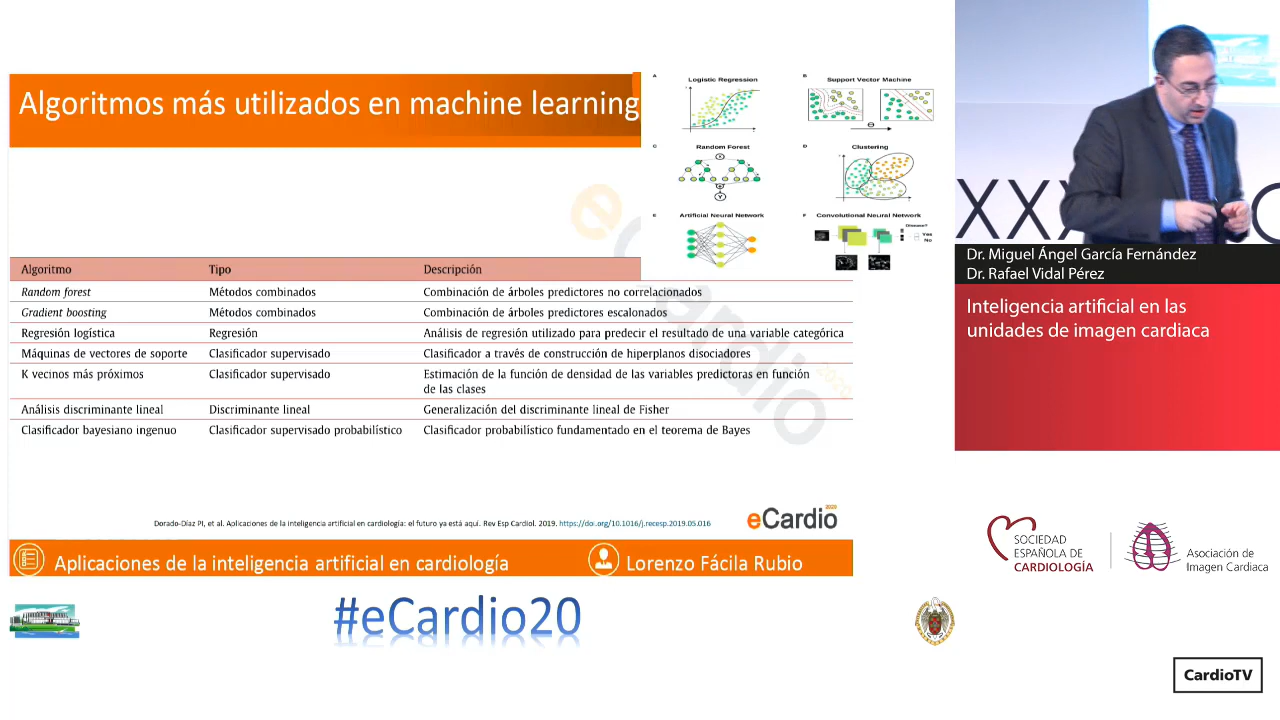 Algoritmos más utilizados en machine learning
A
Logistic Regression
B
Support Vector Machine
C
Random Forest
D
Clustering
E
Artificial Neural Network
F
Convolutional Neural Network
Disease?
Yes
No
Algoritmo Tipo Descripción
Random forest Métodos combinados Combinación de árboles predictores no correlacionados
Gradient boosting Métodos combinados Combinación de árboles predictores escalonados
Regresión logística Regresión Análisis de regresión utilizado para predecir el resultado de una variable categórica
Máquinas de vectores de soporte Clasificador supervisado Clasificador a través de construcción de hiperplanos disociadores
K vecinos más próximos Clasificador supervisado Estimación de la función de densidad de las variables predictoras en función
de las clases
Análisis discriminante lineal Discriminante lineal Generalización del discriminante lineal de Fisher
Clasificador bayesiano ingenuo Clasificador supervisado probabilístico Clasificador probabilístico fundamentado en el teorema de Bayes
eCardio
2020
Dorado-Díaz PI, et al. Aplicaciones de la inteligencia artificial en cardiología: el futuro ya está aquí. Rev Esp Cardiol. 2019. https://doi.org/10.1016/j.recesp.2019.05.016
eCardio
Aplicaciones de la inteligencia artificial en cardiología
Lorenzo Fácila Rubio
#eCardio20
XXX
Dr. Miguel Ángel García Fernández
Dr. Rafael Vidal Pérez
Inteligencia artificial en las
unidades de imagen cardiaca
SOCIEDAD
ESPAÑOLA DE
CARDIOLOGÍA
Asociación de
Imagen Cardiaca
CardioTV